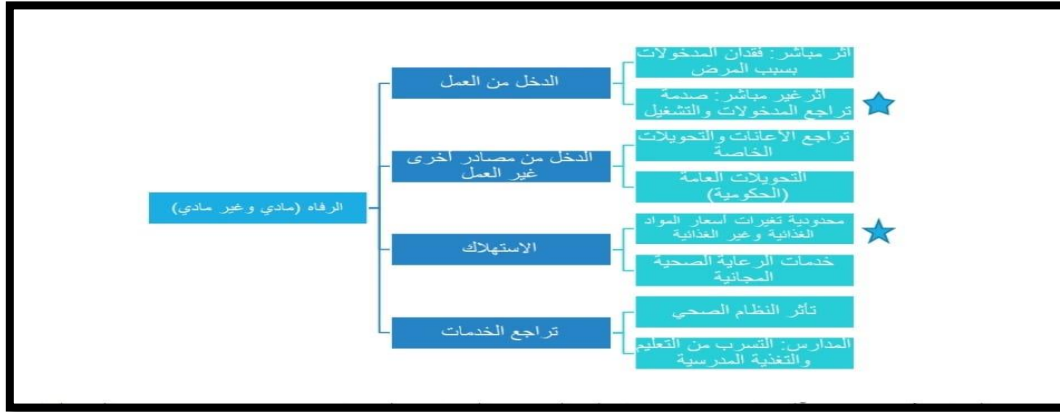 الرفاه (مادي وغير مادي)
الدخل من العمل
أثر مباشر: فقدان المدخولات
بسبب المرض
أثر غير مباشر: صدمة
تراجع المدخولات والتشغيل
الدخل من مصادر أخرى
غير العمل
تراجع الأعانات والتحويلات
الخاصة
التحويلات العامة
(الحكومية)
الاستهلاك
محدودية تغيرات أسعار المواد
الغذائية وغير الغذائية
خدمات الرعاية الصحية
المجانية
تراجع الخدمات
تأثر النظام الصحي
المدارس: التسرب من التعليم
والتغذية المدرسية